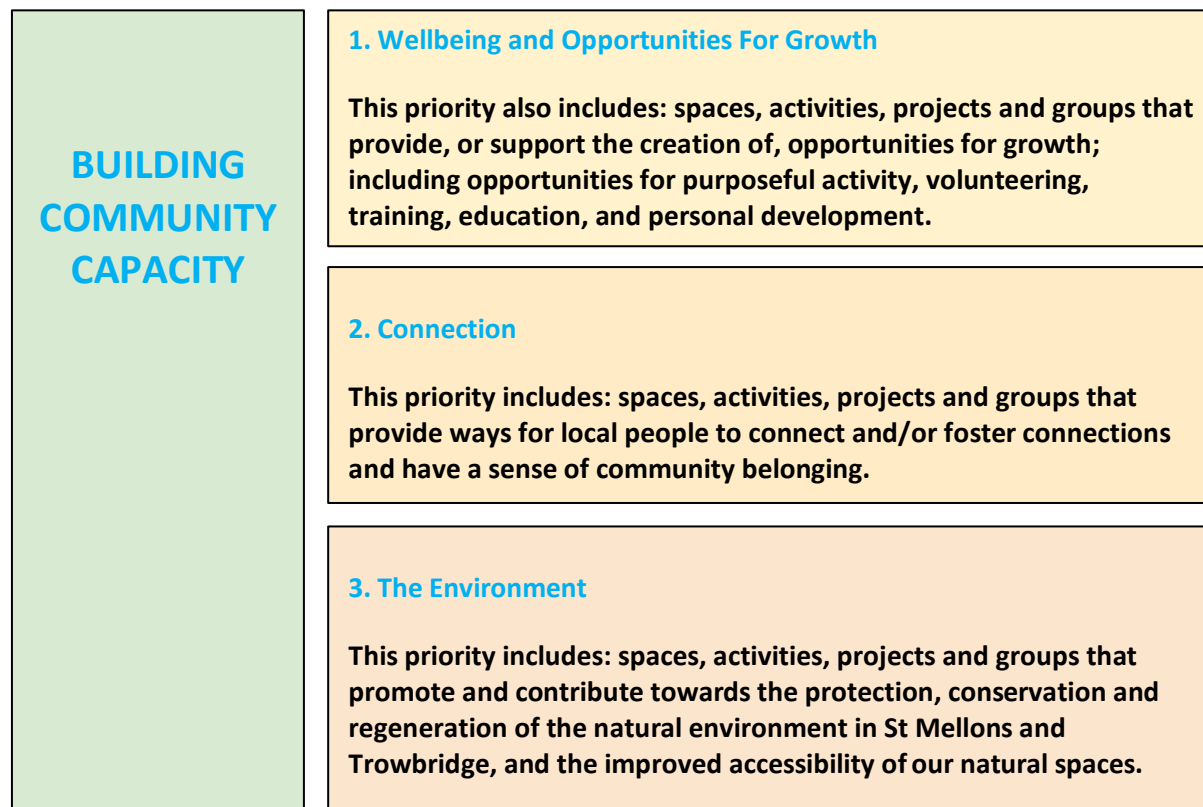 BUILDING
COMMUNITY
CAPACITY
1. Wellbeing and Opportunities For Growth
This priority also includes: spaces, activities, projects and groups that
provide, or support the creation of, opportunities for growth;
including opportunities for purposeful activity, volunteering,
training, education, and personal development.
2. Connection
This priority includes: spaces, activities, projects and groups that
provide ways for local people to connect and/or foster connections
and have a sense of community belonging.
3. The Environment
This priority includes: spaces, activities, projects and groups that
promote and contribute towards the protection, conservation and
regeneration of the natural environment in St Mellons and
Trowbridge, and the improved accessibility of our natural spaces.